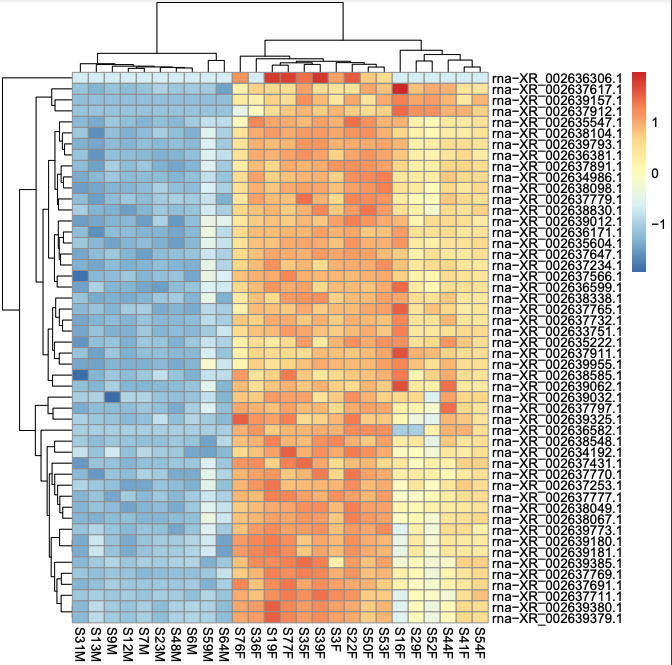 rna−XR_002636306.1
rna−XR_002637617.1
rna−XR_002639157.1
rna−XR_002637912.1
rna−XR_002635547.1
rna−XR_002638104.1
rna−XR_002639793.1
rna−XR_002636381.1
rna−XR_002637891.1
rna−XR_002634986.1
rna−XR_002638098.1
rna−XR_002637779.1
rna−XR_002638830.1
rna−XR_002639012.1
rna−XR_002636171.1
rna−XR_002635604.1
rna−XR_002637647.1
rna−XR_002637234.1
rna−XR_002637566.1
rna−XR_002636599.1
rna−XR_002638338.1
rna−XR_002637765.1
rna−XR_002637732.1
rna−XR_002633751.1
rna−XR_002635222.1
rna−XR_002637911.1
rna−XR_002639955.1
rna−XR_002638585.1
rna−XR_002639062.1
rna−XR_002639032.1
rna−XR_002637797.1
rna−XR_002639325.1
rna−XR_002636582.1
rna−XR_002638548.1
rna−XR_002634192.1
rna−XR_002637431.1
rna−XR_002637770.1
rna−XR_002637253.1
rna−XR_002637777.1
rna−XR_002638049.1
rna−XR_002638067.1
rna−XR_002639773.1
rna−XR_002639180.1
rna−XR_002639181.1
rna−XR_002639385.1
rna−XR_002637769.1
rna−XR_002637691.1
rna−XR_002637711.1
rna−XR_002639380.1
rna−XR_002639379.1
1
0
−1
S31M
S13M
S9M
S12M
S7M
S23M
S48M
S6M
S59M
S64M
S76F
S36F
S19F
S77F
S35F
S39F
S3F
S22F
S50F
S53F
S16F
S29F
S52F
S44F
S41F
S54F